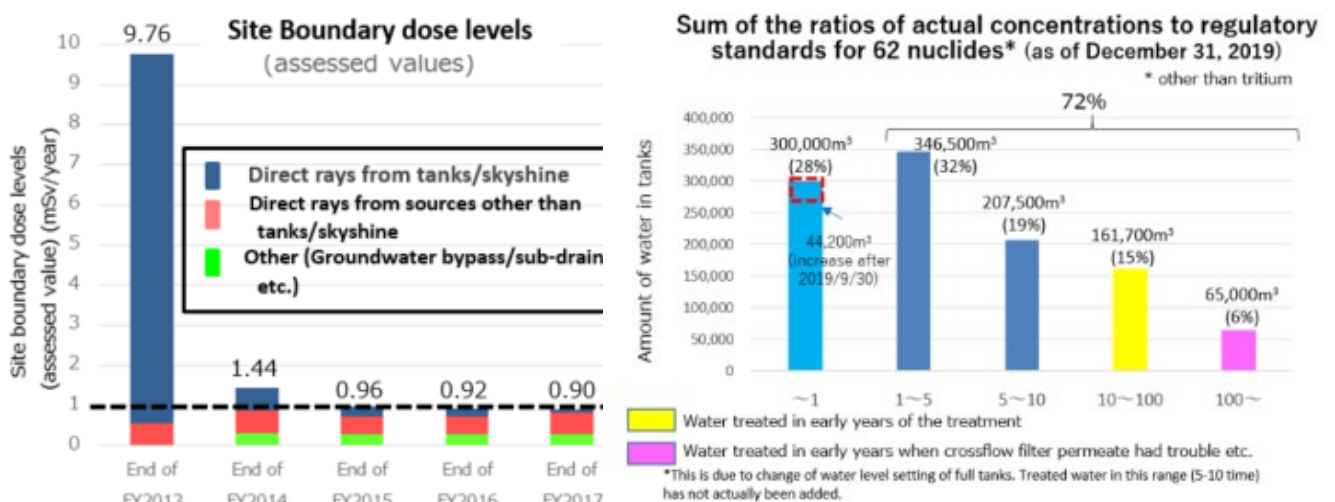 Site Boundary dose levels
(assessed values)
Site boundary dose levels
(assessed value) (mSv/year)
10
9
8
7
6
5
4
3
2
1
0
9.76
1.44
0.96
0.92
0.90
Direct rays from tanks/skyshine
Direct rays from sources other than
tanks/skyshine
Other (Groundwater bypass/sub-drain
etc.)
End of
FY2013
End of
FY2014
End of
FY2015
End of
FY2016
End of
FY2017
Sum of the ratios of actual concentrations to regulatory
standards for 62 nuclides* (as of December 31, 2019)
* other than tritium
72%
Amount of water in tanks
400,000
350,000
300,000
250,000
200,000
150,000
100,000
50,000
0
300,000m³
(28%)
346,500m³
(32%)
207,500m³
(19%)
161,700m³
(15%)
65,000m³
(6%)
44,200m³
(increase after
2019/9/30)
～1
1～5
5～10
10～100
100～
Water treated in early years of the treatment
Water treated in early years when crossflow filter permeate had trouble etc.
*This is due to change of water level setting of full tanks. Treated water in this range (5-10 time)
has not actually been added.